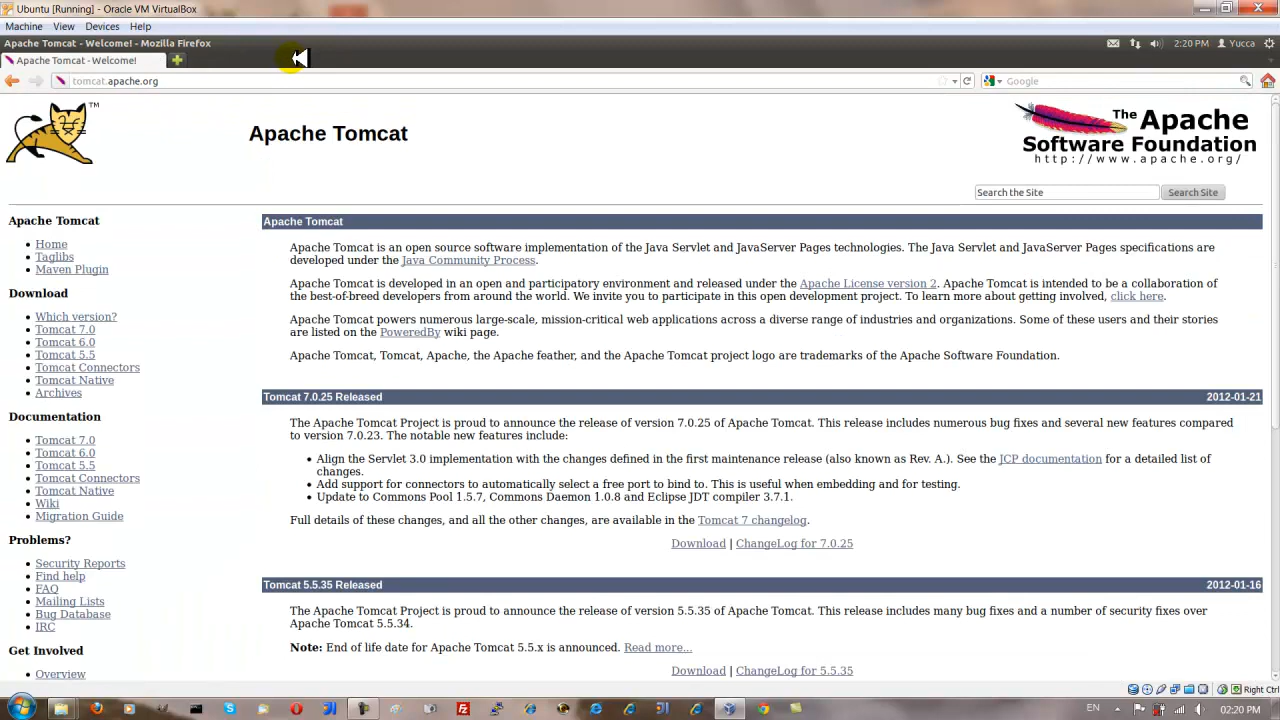 Ubuntu [Running] - Oracle VM VirtualBox
Machine View Devices Help
Apache Tomcat - Welcome! - Mozilla Firefox
2:20 PM Yucca
Apache Tomcat - Welcome!
tomcat.apache.org
Google
TM
Apache Tomcat
The Apache
Software Foundation
http://www.apache.org/
Search the Site Search Site
Apache Tomcat
Home
Taglibs
Maven Plugin
Download
Which version?
Tomcat 7.0
Tomcat 6.0
Tomcat 5.5
Tomcat Connectors
Tomcat Native
Archives
Documentation
Tomcat 7.0
Tomcat 6.0
Tomcat 5.5
Tomcat Connectors
Tomcat Native
Wiki
Migration Guide
Problems?
Security Reports
Find help
FAQ
Mailing Lists
Bug Database
IRC
Get Involved
Overview
Apache Tomcat
Apache Tomcat is an open source software implementation of the Java Servlet and JavaServer Pages technologies. The Java Servlet and JavaServer Pages specifications are
developed under the Java Community Process.
Apache Tomcat is developed in an open and participatory environment and released under the Apache License version 2. Apache Tomcat is intended to be a collaboration of
the best-of-breed developers from around the world. We invite you to participate in this open development project. To learn more about getting involved, click here.
Apache Tomcat powers numerous large-scale, mission-critical web applications across a diverse range of industries and organizations. Some of these users and their stories
are listed on the PoweredBy wiki page.
Apache Tomcat, Tomcat, Apache, the Apache feather, and the Apache Tomcat project logo are trademarks of the Apache Software Foundation.
Tomcat 7.0.25 Released 2012-01-21
The Apache Tomcat Project is proud to announce the release of version 7.0.25 of Apache Tomcat. This release includes numerous bug fixes and several new features compared
to version 7.0.23. The notable new features include:
Align the Servlet 3.0 implementation with the changes defined in the first maintenance release (also known as Rev. A.). See the JCP documentation for a detailed list of
changes.
Add support for connectors to automatically select a free port to bind to. This is useful when embedding and for testing.
Update to Commons Pool 1.5.7, Commons Daemon 1.0.8 and Eclipse JDT compiler 3.7.1.
Full details of these changes, and all the other changes, are available in the Tomcat 7 changelog.
Download | ChangeLog for 7.0.25
Tomcat 5.5.35 Released 2012-01-16
The Apache Tomcat Project is proud to announce the release of version 5.5.35 of Apache Tomcat. This release includes many bug fixes and a number of security fixes over
Apache Tomcat 5.5.34.
Note: End of life date for Apache Tomcat 5.5.x is announced. Read more...
Download | ChangeLog for 5.5.35
Right Ctrl
EN 02:20 PM